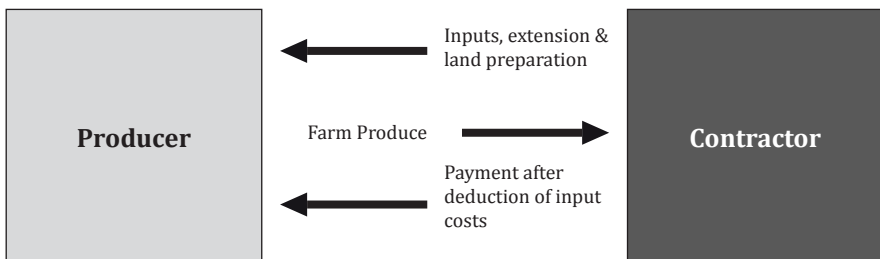 Inputs, extension &
land preparation
Producer
Farm Produce
Contractor
Payment after
deduction of input
costs